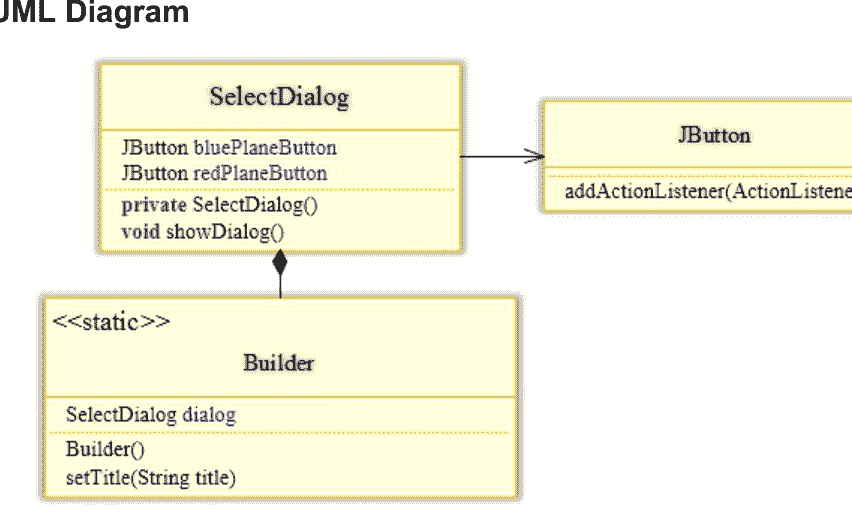 UML Diagram
SelectDialog
JButton bluePlaneButton
JButton redPlaneButton
private SelectDialog()
void showDialog()
JButton
addActionListener(ActionListene
<<static>>
Builder
SelectDialog dialog
Builder()
setTitle(String title)